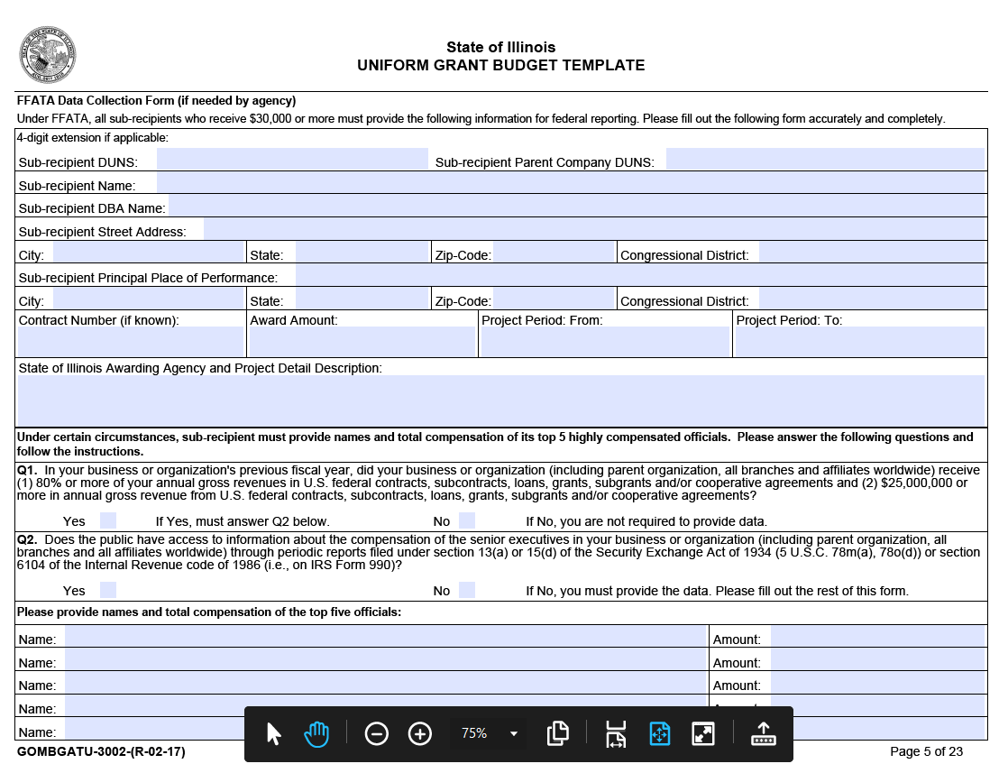 State of Illinois
UNIFORM GRANT BUDGET TEMPLATE
FFATA Data Collection Form (if needed by agency)
Under FFATA, all sub-recipients who receive $30,000 or more must provide the following information for federal reporting. Please fill out the following form accurately and completely.
4-digit extension if applicable:
Sub-recipient DUNS: Sub-recipient Parent Company DUNS:
Sub-recipient Name:
Sub-recipient DBA Name:
Sub-recipient Street Address:
City: State: Zip-Code: Congressional District:
Sub-recipient Principal Place of Performance:
City: State: Zip-Code: Congressional District:
Contract Number (if known): Award Amount: Project Period: From: Project Period: To:
State of Illinois Awarding Agency and Project Detail Description:
Under certain circumstances, sub-recipient must provide names and total compensation of its top 5 highly compensated officials. Please answer the following questions and
follow the instructions.
Q1. In your business or organization's previous fiscal year, did your business or organization (including parent organization, all branches and affiliates worldwide) receive
(1) 80% or more of your annual gross revenues in U.S. federal contracts, subcontracts, loans, grants, subgrants and/or cooperative agreements and (2) $25,000,000 or
more in annual gross revenue from U.S. federal contracts, subcontracts, loans, grants, subgrants and/or cooperative agreements?
Yes If Yes, must answer Q2 below. No If No, you are not required to provide data.
Q2. Does the public have access to information about the compensation of the senior executives in your business or organization (including parent organization, all
branches and all affiliates worldwide) through periodic reports filed under section 13(a) or 15(d) of the Security Exchange Act of 1934 (5 U.S.C. 78m(a), 78o(d)) or section
6104 of the Internal Revenue code of 1986 (i.e., on IRS Form 990)?
Yes No If No, you must provide the data. Please fill out the rest of this form.
Please provide names and total compensation of the top five officials:
Name: Amount:
Name: Amount:
Name: Amount:
Name:
Name:
75%
GOMBGATU-3002-(R-02-17) Page 5 of 23